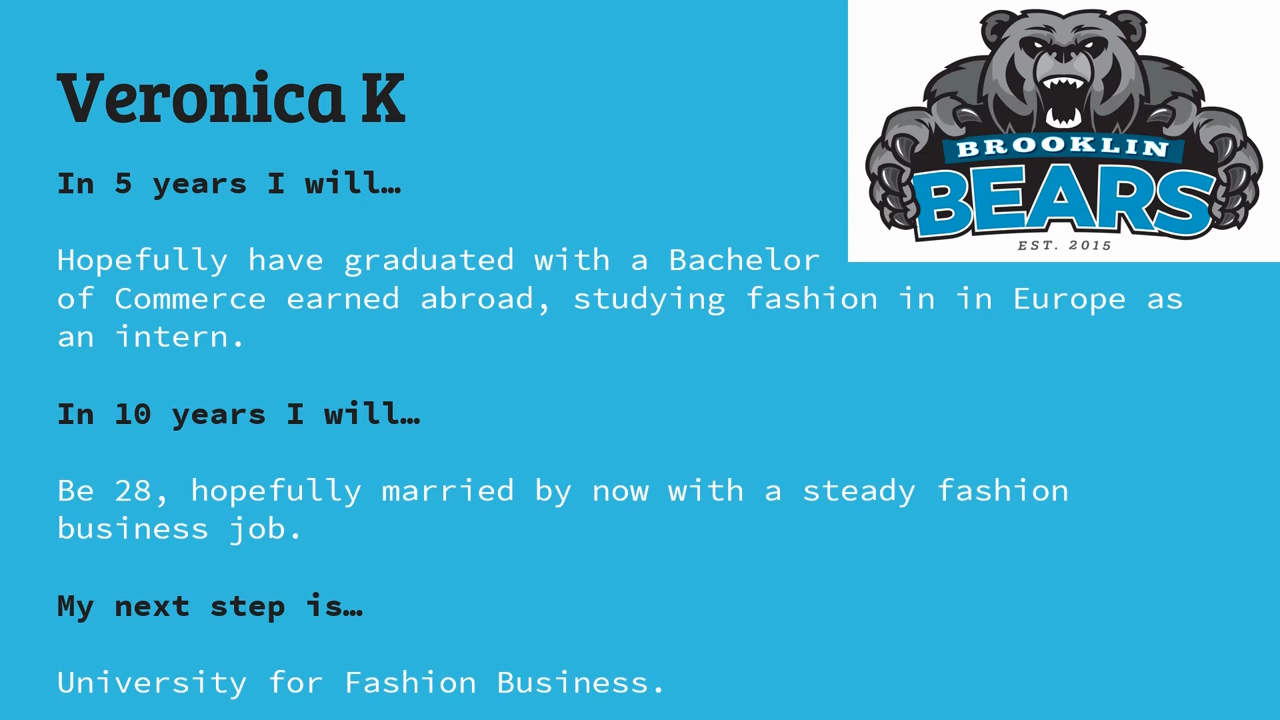 Veronica K
BROOKLIN
BEARS
EST. 2015
In 5 years I will…
Hopefully have graduated with a Bachelor
of Commerce earned abroad, studying fashion in in Europe as
an intern.
In 10 years I will…
Be 28, hopefully married by now with a steady fashion
business job.
My next step is…
University for Fashion Business.